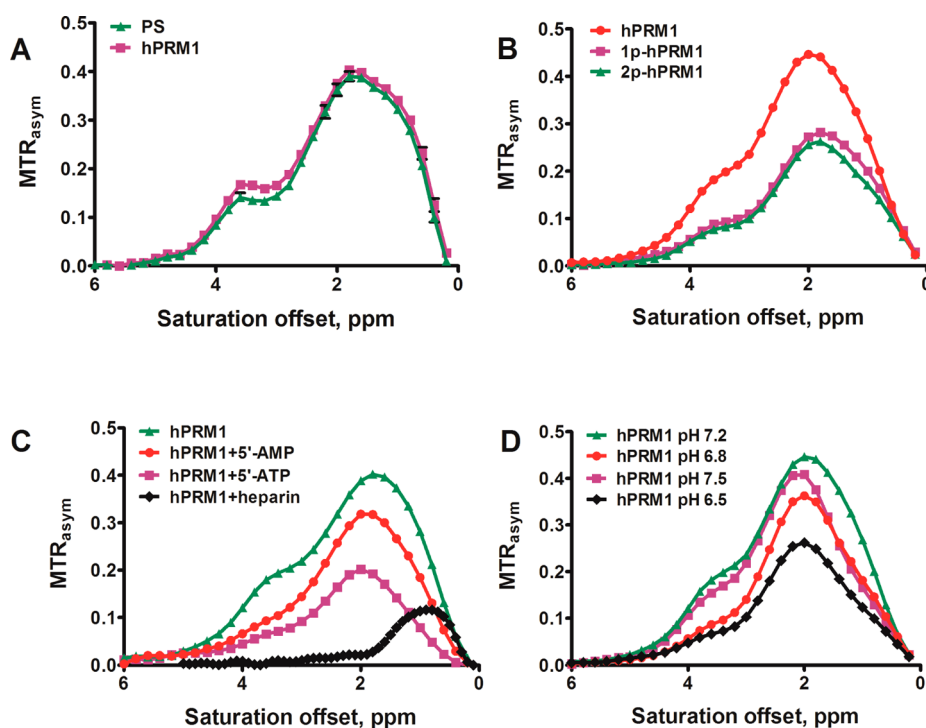 A
PS
hPRM1
MTRasym
0.5
0.4
0.3
0.2
0.1
0.0
6 4 2 0
Saturation offset, ppm
B
hPRM1
1p-hPRM1
2p-hPRM1
MTRasym
0.5
0.4
0.3
0.2
0.1
0.0
6 4 2 0
Saturation offset, ppm
C
hPRM1
hPRM1+5'-AMP
hPRM1+5'-ATP
hPRM1+heparin
MTRasym
0.5
0.4
0.3
0.2
0.1
0.0
6 4 2 0
Saturation offset, ppm
D
hPRM1 pH 7.2
hPRM1 pH 6.8
hPRM1 pH 7.5
hPRM1 pH 6.5
MTRasym
0.5
0.4
0.3
0.2
0.1
0.0
6 4 2 0
Saturation offset, ppm